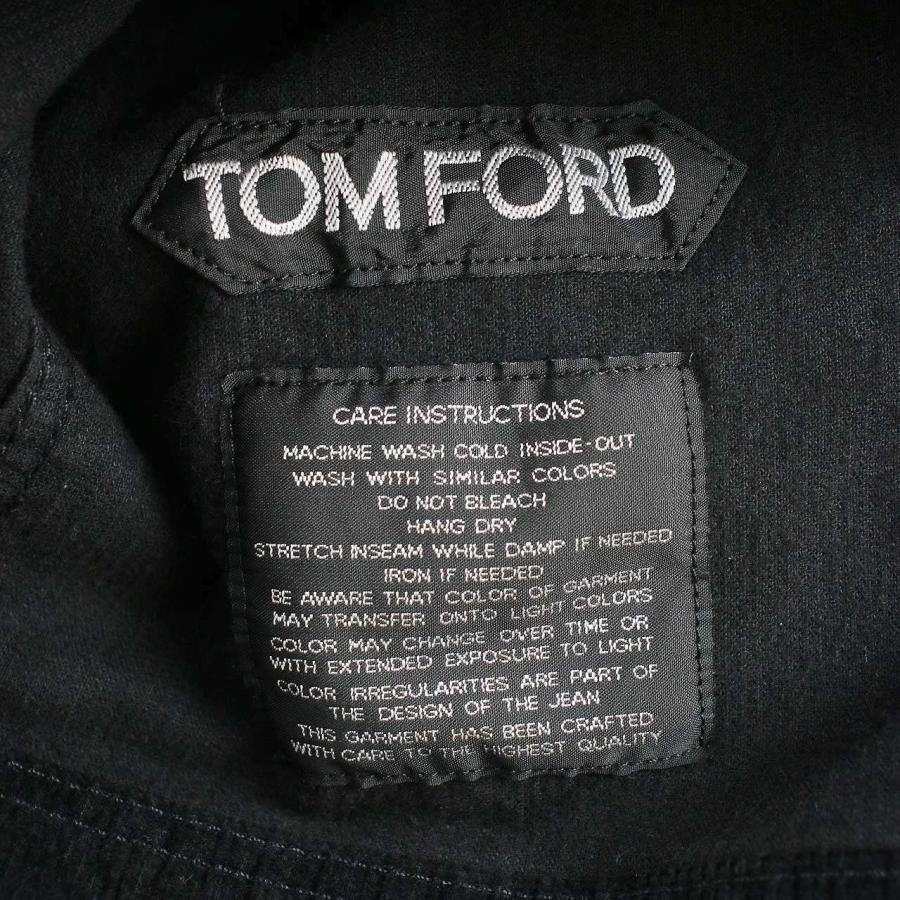 TOM FORD
CARE INSTRUCTIONS
MACHINE WASH COLD INSIDE-OUT
WASH WITH SIMILAR COLORS
DO NOT BLEACH
HANG DRY
STRETCH INSEAM WHILE DAMP IF NEEDED
IRON IF NEEDED
BE AWARE THAT COLOR OF GARMENT
MAY TRANSFER ONTO LIGHT COLORS
COLOR MAY CHANGE OVER TIME OR
WITH EXTENDED EXPOSURE TO LIGHT
COLOR IRREGULARITIES ARE PART OF
THE DESIGN OF THE JEAN
THIS GARMENT HAS BEEN CRAFTED
WITH CARE TO THE HIGHEST QUALITY